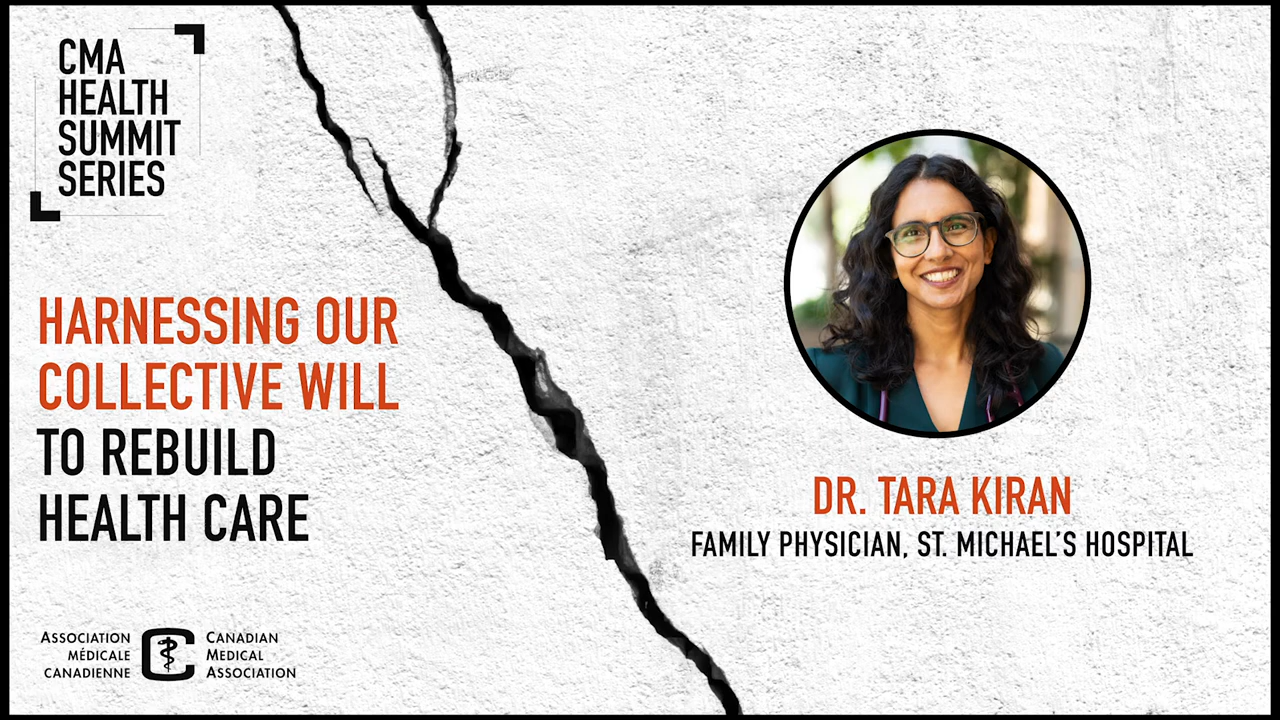 CMA
HEALTH
SUMMIT
SERIES
HARNESSING OUR
COLLECTIVE WILL
TO REBUILD
HEALTH CARE
ASSOCIATION
MÉDICALE
CANADIENNE
CANADIAN
MEDICAL
ASSOCIATION
DR. TARA KIRAN
FAMILY PHYSICIAN, ST. MICHAEL'S HOSPITAL